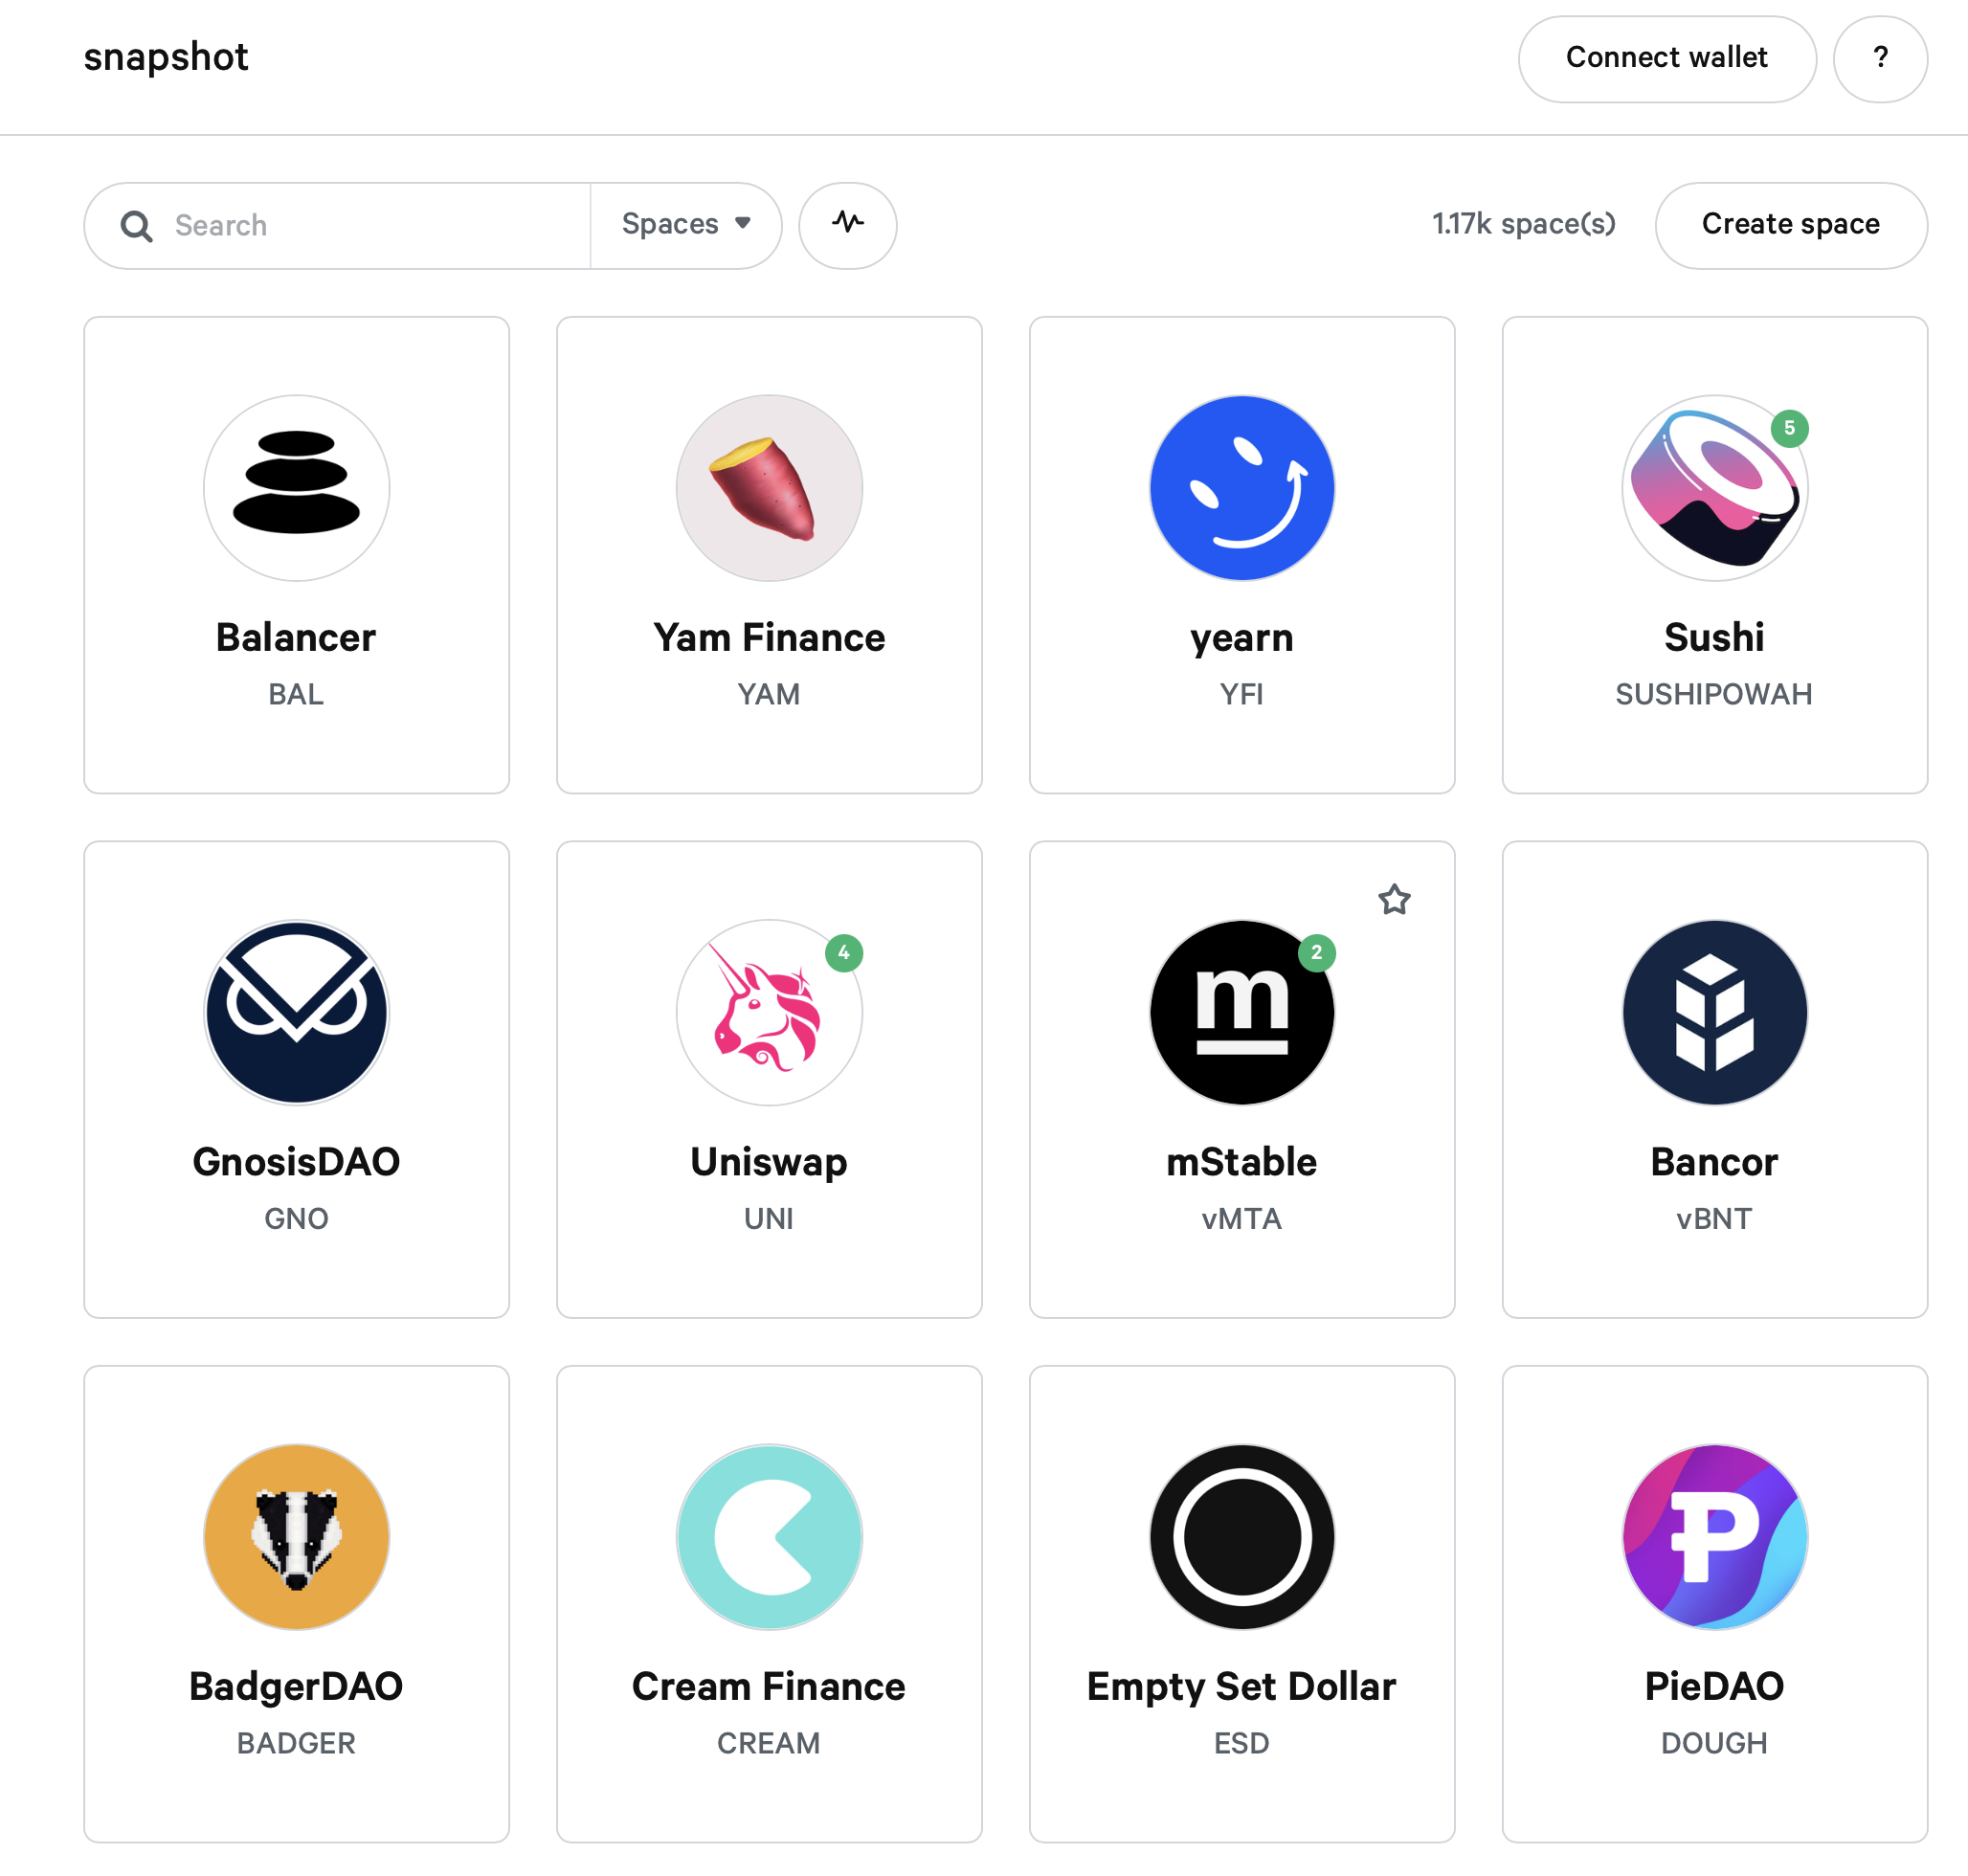 snapshot
Connect wallet
?
Search
Spaces
1.17k space(s)
Create space
5
Balancer
Yam Finance
yearn
Sushi
BAL
YAM
YFI
SUSHIPOWAH
4
2
m
GnosisDAO
Uniswap
mStable
Bancor
GNO
UNI
vMTA
vBNT
P
BadgerDAO
Cream Finance
Empty Set Dollar
PieDAO
BADGER
CREAM
ESD
DOUGH